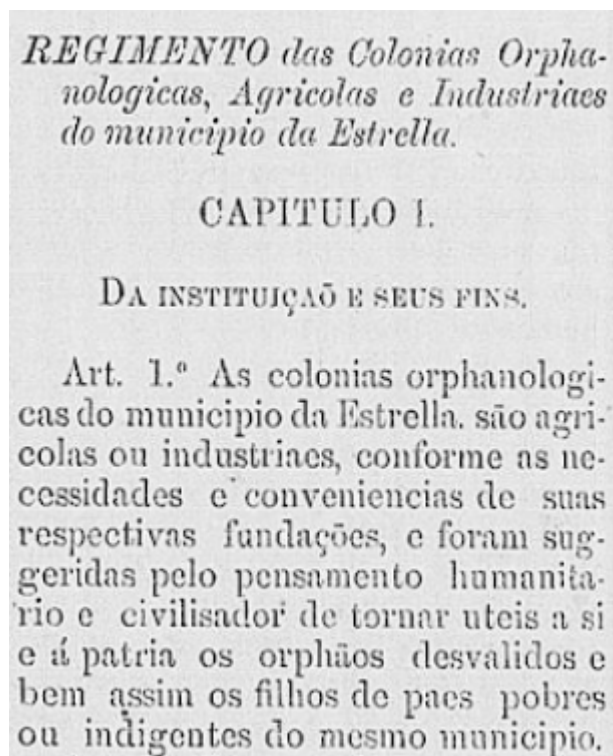 REGIMENTO das Colonias Orpha-
nologicas, Agricolas e Industriaes
do municipio da Estrella.
CAPITULO I.
DA INSTITUIÇAÕ E SEUS FINS.
Art. 1.º As colonias orphanologi-
cas do municipio da Estrella. são agri-
colas ou industriaes, conforme as ne-
cessidades e conveniencias de suas
respectivas fundações, e foram sug-
geridas pelo pensamento humanita-
rio e civilisador de tornar uteis a si
e á patria os orphãos desvalidos e
bem assim os filhos de paes pobres
ou indigentes do mesmo municipio.